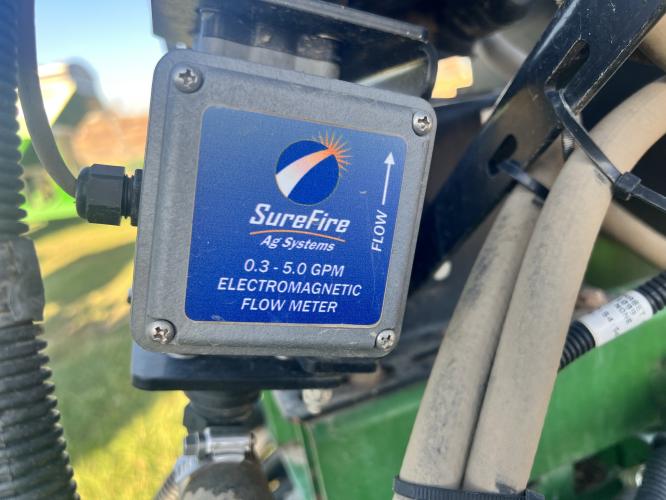 SureFire
Ag Systems
FLOW
0.3 - 5.0 GPM
ELECTROMAGNETIC
FLOW METER